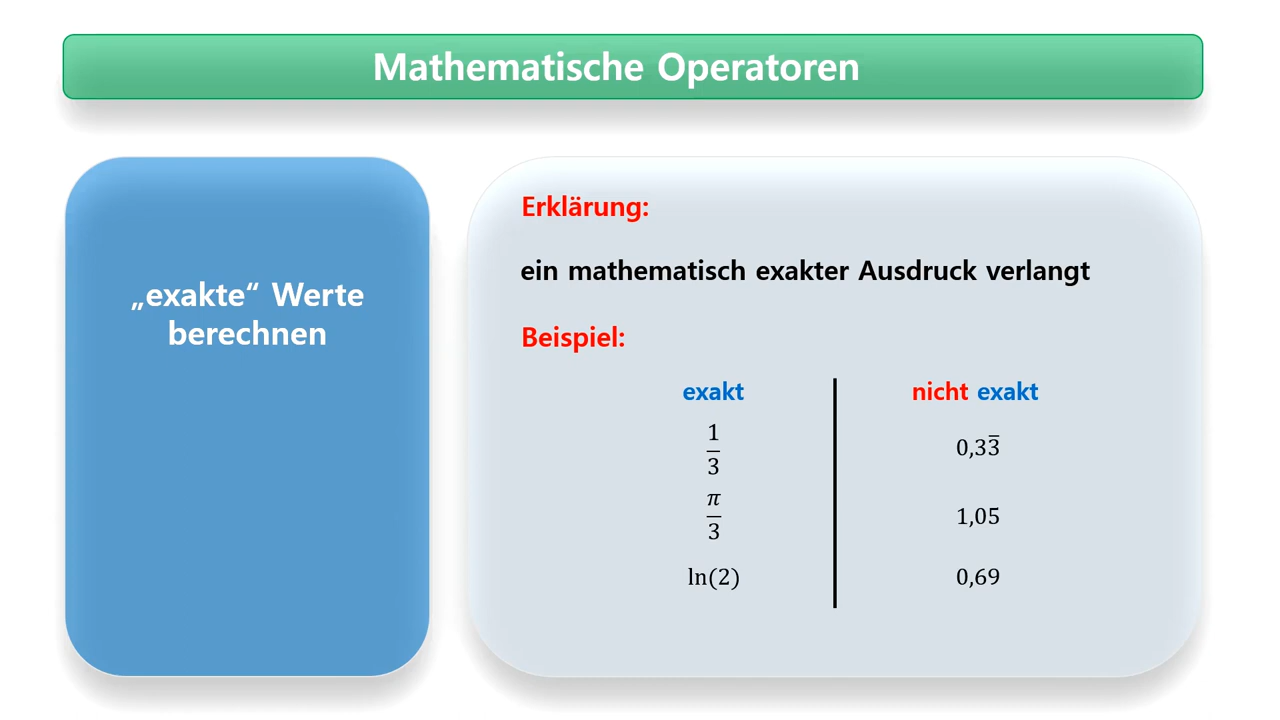 Mathematische Operatoren
„exakte“ Werte
berechnen
Erklärung:
ein mathematisch exakter Ausdruck verlangt
Beispiel:
exakt | nicht exakt
1/3 | 0,33̅
π/3 | 1,05
ln(2) | 0,69